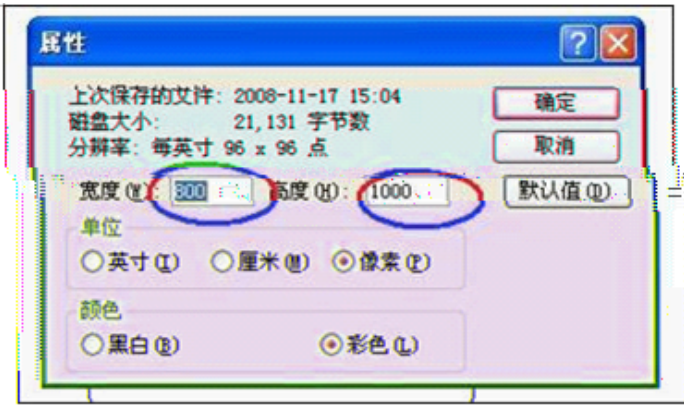 属性
上次保存的文件: 2008-11-17 15:04
磁盘大小: 21,131 字节数
分辨率: 每英寸 96 x 96 点
确定
取消
宽度(W): 800 高度(H): 1000 默认值(D)
单位
英寸(I) 厘米(M) 像素(P)
颜色
黑白(B) 彩色(L)